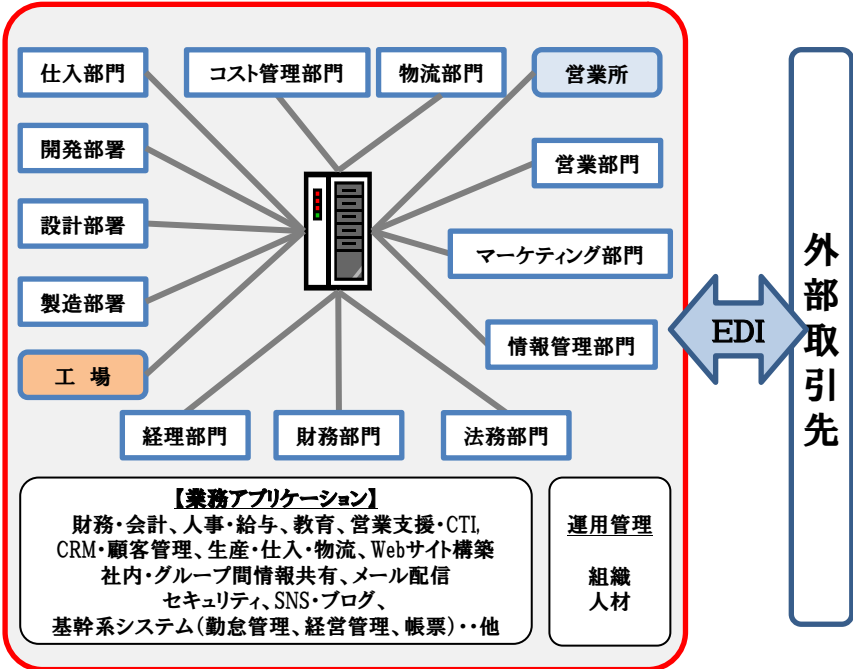 仕入部門
コスト管理部門
物流部門
営業所
開発部署
営業部門
設計部署
マーケティング部門
製造部署
情報管理部門
工 場
経理部門
財務部門
法務部門
EDI
外部取引先
【業務アプリケーション】
財務・会計、人事・給与、教育、営業支援・CTI,
CRM・顧客管理、生産・仕入・物流、Webサイト構築
社内・グループ間情報共有、メール配信
セキュリティ、SNS・ブログ、
基幹系システム（勤怠管理、経営管理、帳票）・・他
運用管理
組織
人材